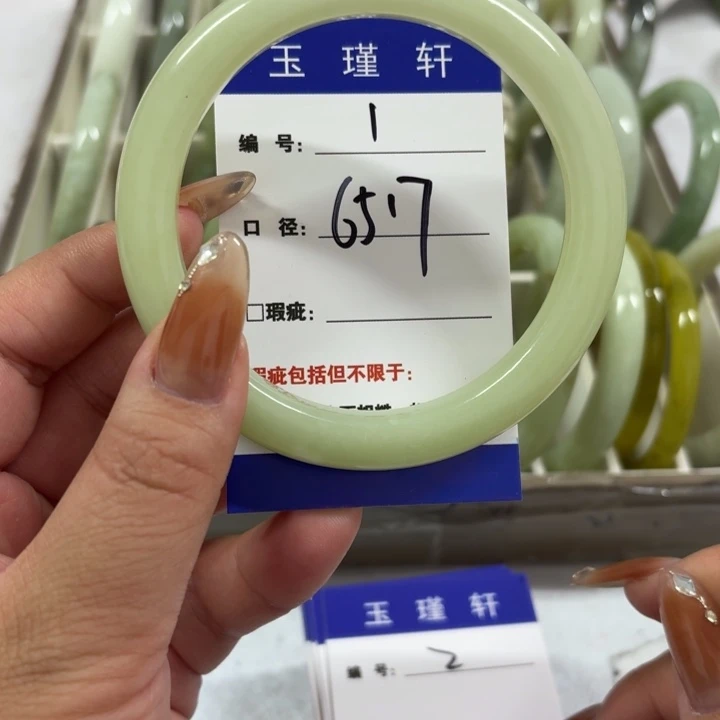 玉瑾轩
编号: 1
口径: 65.17
□瑕疵:
瑕疵包括但不限于:
玉瑾轩
编号: 2